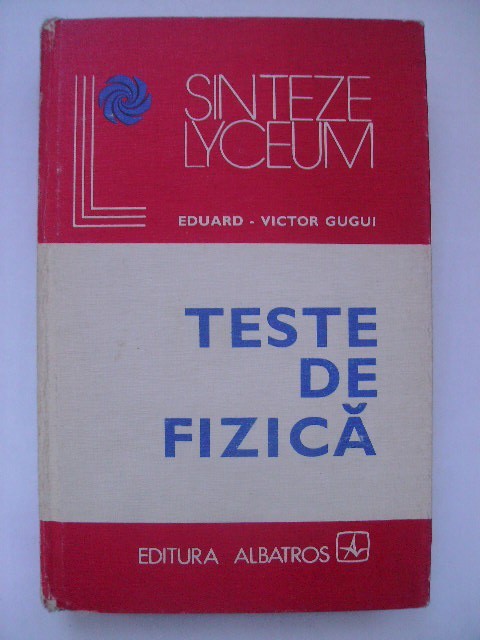 SINTEZE
LYCEUM
EDUARD - VICTOR GUGUI
TESTE
DE
FIZICĂ
EDITURA ALBATROS